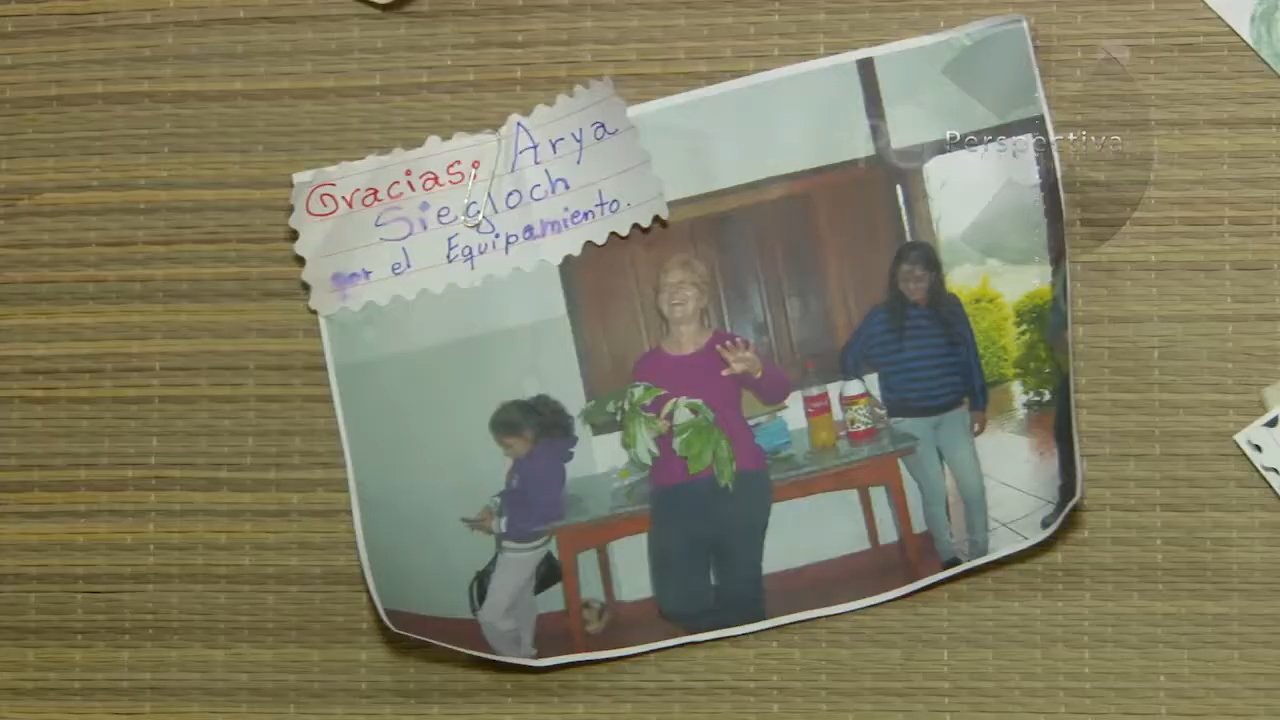 Gracias; Arya
Siegloch
por el Equipamiento.
Perspectiva